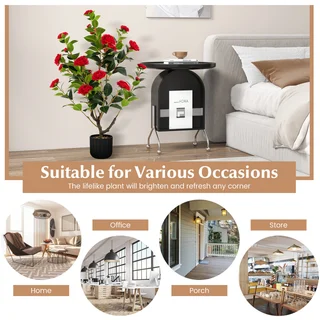 Suitable for Various Occasions
The lifelike plant will brighten and refresh any corner
Office
Store
Home
Porch